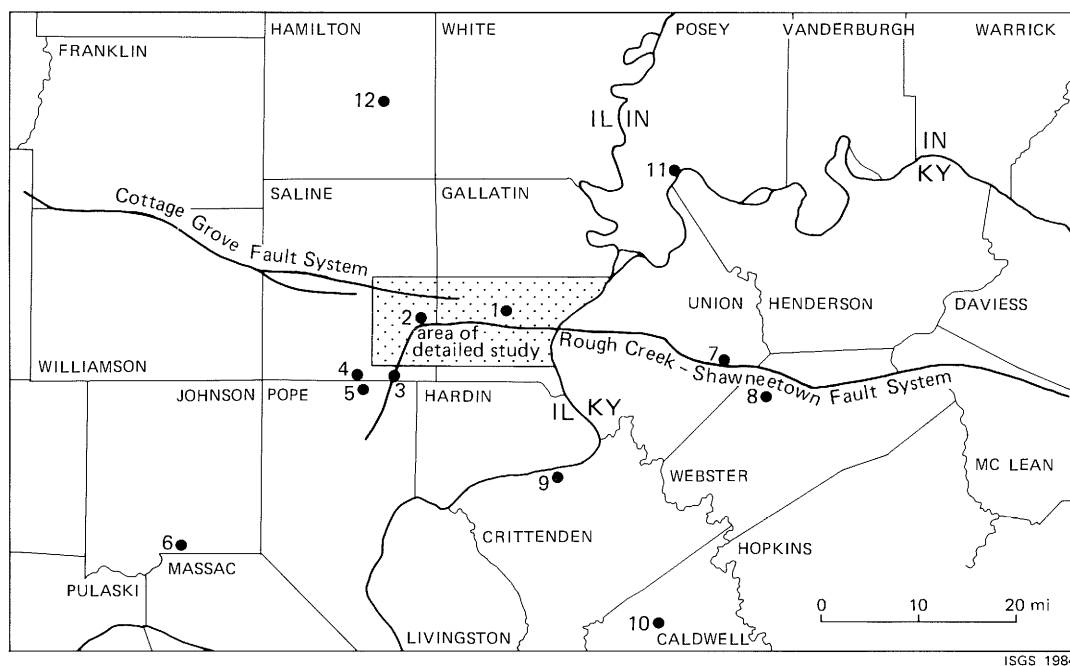 HAMILTON
WHITE
POSEY
VANDERBURGH
WARRICK
FRANKLIN
12
IL IN
IN
KY
11
SALINE
GALLATIN
Cottage Grove Fault System
1
2
UNION
HENDERSON
DAVIESS
area of
detailed study
Rough Creek-Shawneetown Fault System
7
WILLIAMSON
4
3
5
8
JOHNSON
POPE
HARDIN
IL KY
MC LEAN
WEBSTER
9
CRITTENDEN
HOPKINS
6
MASSAC
PULASKI
0 10 20 mi
10
LIVINGSTON
CALDWELL